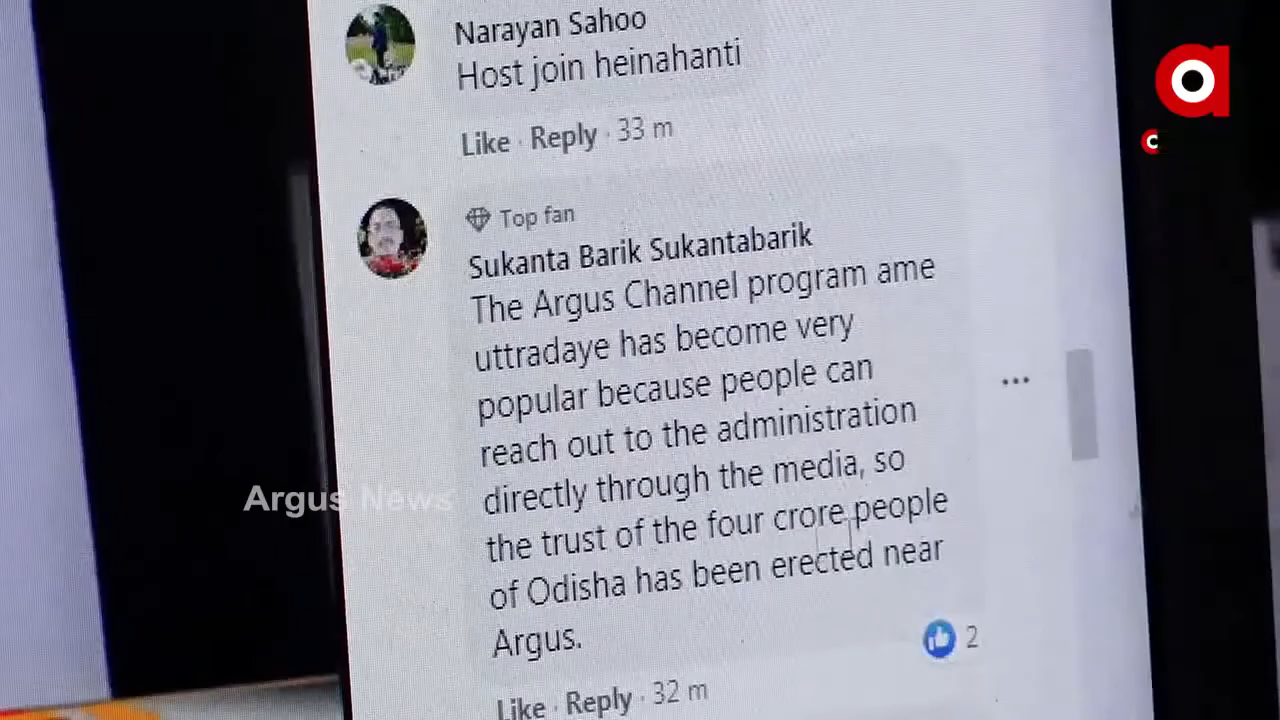 Narayan Sahoo
Host join heinahanti
Like · Reply · 33 m
Top fan
Sukanta Barik Sukantabarik
The Argus Channel program ame
uttradaye has become very
popular because people can
reach out to the administration
directly through the media, so
the trust of the four crore people
of Odisha has been erected near
Argus.
2
Like · Reply · 32 m
Argus News
a